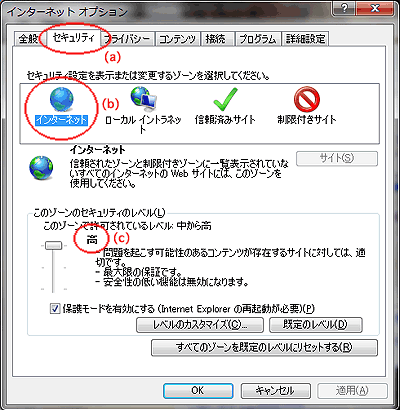 インターネット オプション
全般 セキュリティ プライバシー コンテンツ 接続 プログラム 詳細設定
(a)
セキュリティ設定を表示または変更するゾーンを選択してください。
(b)
インターネット ローカル イントラネット 信頼済みサイト 制限付きサイト
インターネット
サイト(S)
信頼されたゾーンと制限付きゾーンに一覧表示されていな
いすべてのインターネットの Web サイトには、このゾーンを
使用してください。
このゾーンのセキュリティのレベル(L)
このゾーンで許可されているレベル: 中から高
高 (c)
- 問題を起こす可能性のあるコンテンツが存在するサイトに対しては、適
切です。
- 最大限の保証です。
- 安全性の低い機能は無効になります。
保護モードを有効にする (Internet Explorer の再起動が必要)(P)
レベルのカスタマイズ(C)... 既定のレベル(D)
すべてのゾーンを既定のレベルにリセットする(R)
OK キャンセル 適用(A)